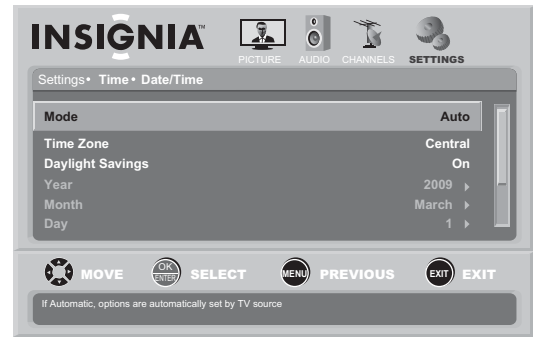 INSIGNIA™
PICTURE AUDIO CHANNELS SETTINGS
Settings• Time• Date/Time
Mode Auto
Time Zone Central
Daylight Savings On
Year 2009
Month March
Day 1
MOVE OK ENTER SELECT MENU PREVIOUS EXIT EXIT
If Automatic, options are automatically set by TV source